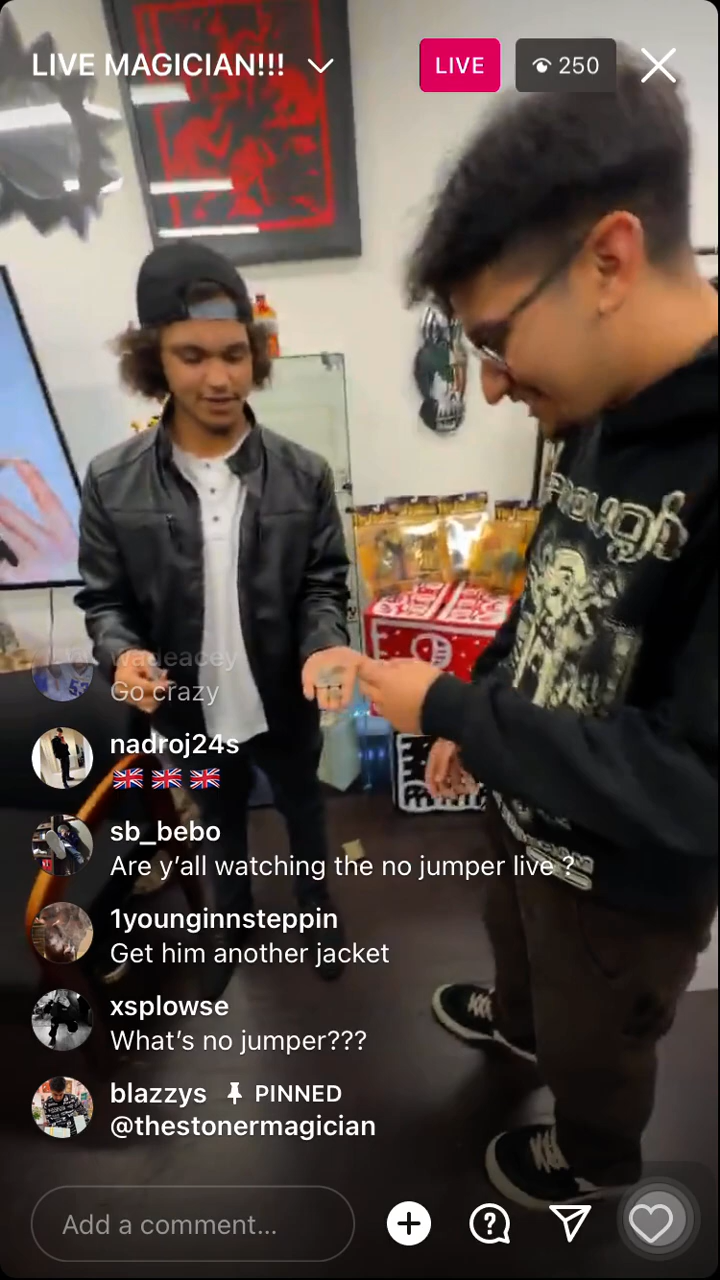 LIVE MAGICIAN!!!
LIVE
250
wadeacey
Go crazy
nadroj24s
🇬🇧 🇬🇧 🇬🇧
sb_bebo
Are y'all watching the no jumper live ?
1younginnsteppin
Get him another jacket
xsplowse
What's no jumper???
blazzys PINNED
@thestonermagician
Add a comment...